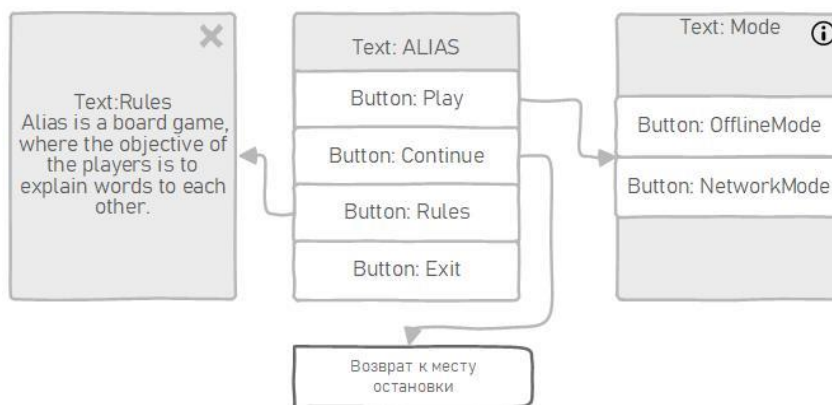 Text:Rules
Alias is a board game,
where the objective of
the players is to
explain words to each
other.
Text: ALIAS
Button: Play
Button: Continue
Button: Rules
Button: Exit
Text: Mode
Button: OfflineMode
Button: NetworkMode
Возврат к месту
остановки